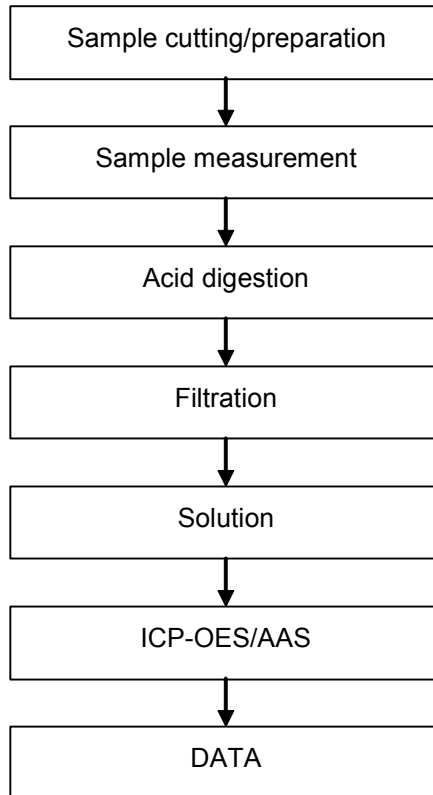 Sample cutting/preparation
Sample measurement
Acid digestion
Filtration
Solution
ICP-OES/AAS
DATA